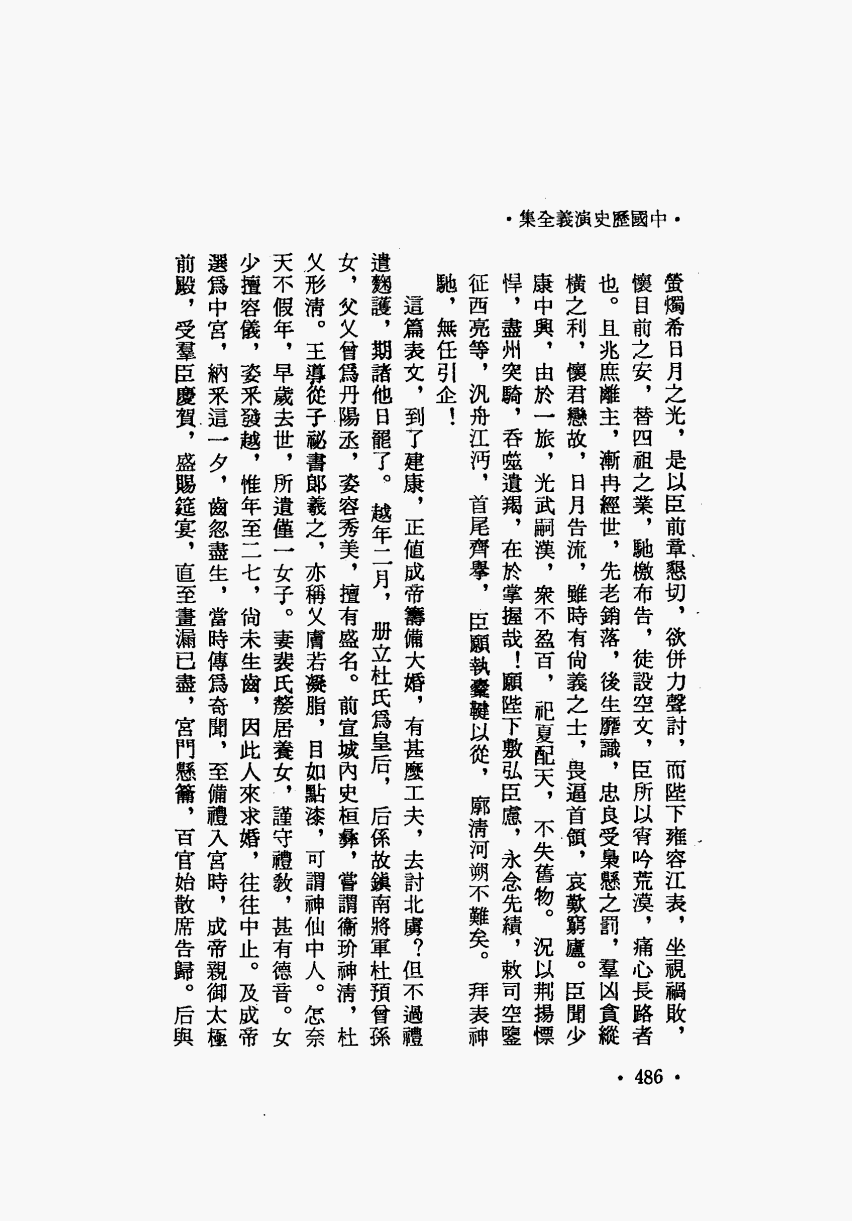 ・中國歷史演義全集・
螢燭希日月之光，是以臣前章懇切，欲併力聲討，而陛下雍容江表，坐視禍敗，
懷目前之安，替四祖之業，馳檄布告，徒設空文，臣所以宵吟荒漠，痛心長路者
也。且兆庶離主，漸冉經世，先老銷落，後生靡識，忠良受梟懸之罰，羣凶貪縱
橫之利，懷君戀故，日月告流，雖時有尙義之士，畏逼首領，哀歎窮廬。臣聞少
康中興，由於一旅，光武嗣漢，衆不盈百，祀夏配天，不失舊物。況以荆揚慓
悍，盡州突騎，吞噬遺羯，在於掌握哉！願陛下敷弘臣慮，永念先績，敕司空鑒
征西亮等，汎舟江沔，首尾齊擧，臣願執櫜鞬以從，廓淸河朔不難矣。拜表神
馳，無任引企！
這篇表文，到了建康，正値成帝籌備大婚，有甚麼工夫，去討北虜？但不過禮
遣麴護，期諸他日罷了。越年二月，册立杜氏爲皇后，后係故鎭南將軍杜預曾孫
女，父乂曾爲丹陽丞，姿容秀美，擅有盛名。前宣城內史桓彝，嘗謂衞玠神淸，杜
乂形淸。王導從子祕書郎羲之，亦稱乂膚若凝脂，目如點漆，可謂神仙中人。怎奈
天不假年，早歲去世，所遺僅一女子。妻裴氏嫠居養女，謹守禮敎，甚有德音。女
少擅容儀，姿釆發越，惟年至二七，尙未生齒，因此人來求婚，往往中止。及成帝
選爲中宮，納釆這一夕，齒忽盡生，當時傳爲奇聞，至備禮入宮時，成帝親御太極
前殿，受羣臣慶賀，盛賜筵宴，直至晝漏已盡，宮門懸籥，百官始散席告歸。后與
・486・